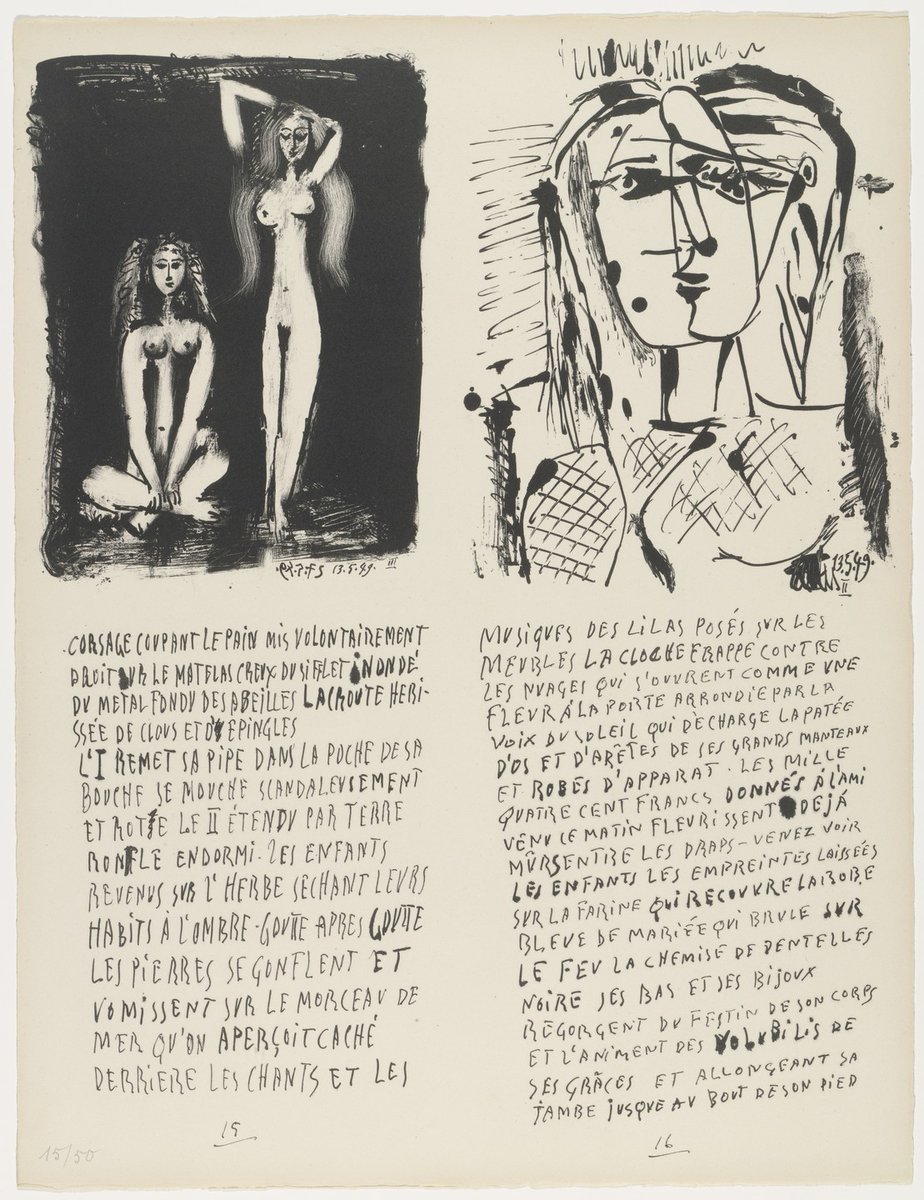 13.5.49. III
CORSAGE COUPANT LE PAIN MIS VOLONTAIREMENT
DROIT SUR LE MATELAS CREUX DU SIFLET INONDÉ
DU METAL FONDU DES ABEILLES LA CROUTE HERI-
SSÉE DE CLOUS ET D'EPINGLES
L'I REMET SA PIPE DANS LA POCHE DE SA
BOUCHE SE MOUCHE SCANDALEUSEMENT
ET ROTE LE II ÉTENDU PAR TERRE
RONFLE ENDORMI. LES ENFANTS
REVENUS SUR L'HERBE SECHANT LEURS
HABITS À L'OMBRE-GOUTTE APRES GOUTTE
LES PIERRES SE GONFLENT ET
VOMISSENT SUR LE MORCEAU DE
MER QU'ON APERÇOIT CACHÉ
DERRIERE LES CHANTS ET LES
15
15/50
13.5.49.
II
MUSIQUES DES LILAS POSÉS SUR LES
MEUBLES LA CLOCHE FRAPPE CONTRE
LES NUAGES QUI S'OUVRENT COMME UNE
FLEUR À LA PORTE ARRONDIE PAR LA
VOIX DU SOLEIL QUI DÉCHARGE LA PATÉE
D'OS ET D'ARÊTES DE SES GRANDS MANTEAUX
ET ROBES D'APPARAT. LES MILLE
QUATRE CENT FRANCS DONNÉS À L'AMI
VENU CE MATIN FLEURISSENT DEJÀ
MÛRS ENTRE LES DRAPS - VENEZ VOIR
LES ENFANTS LES EMPREINTES LAISSÉES
SUR LA FARINE QUI RECOUVRE LA ROBE
BLEUE DE MARIÉE QUI BRULE SUR
LE FEU LA CHEMISE DE DENTELLES
NOIRE SES BAS ET SES BIJOUX
REGORGENT DU FESTIN DE SON CORPS
ET L'ANIMENT DES VOLUBILIS DE
SES GRÂCES ET ALLONGEANT SA
JAMBE JUSQUE AU BOUT DE SON PIED
16